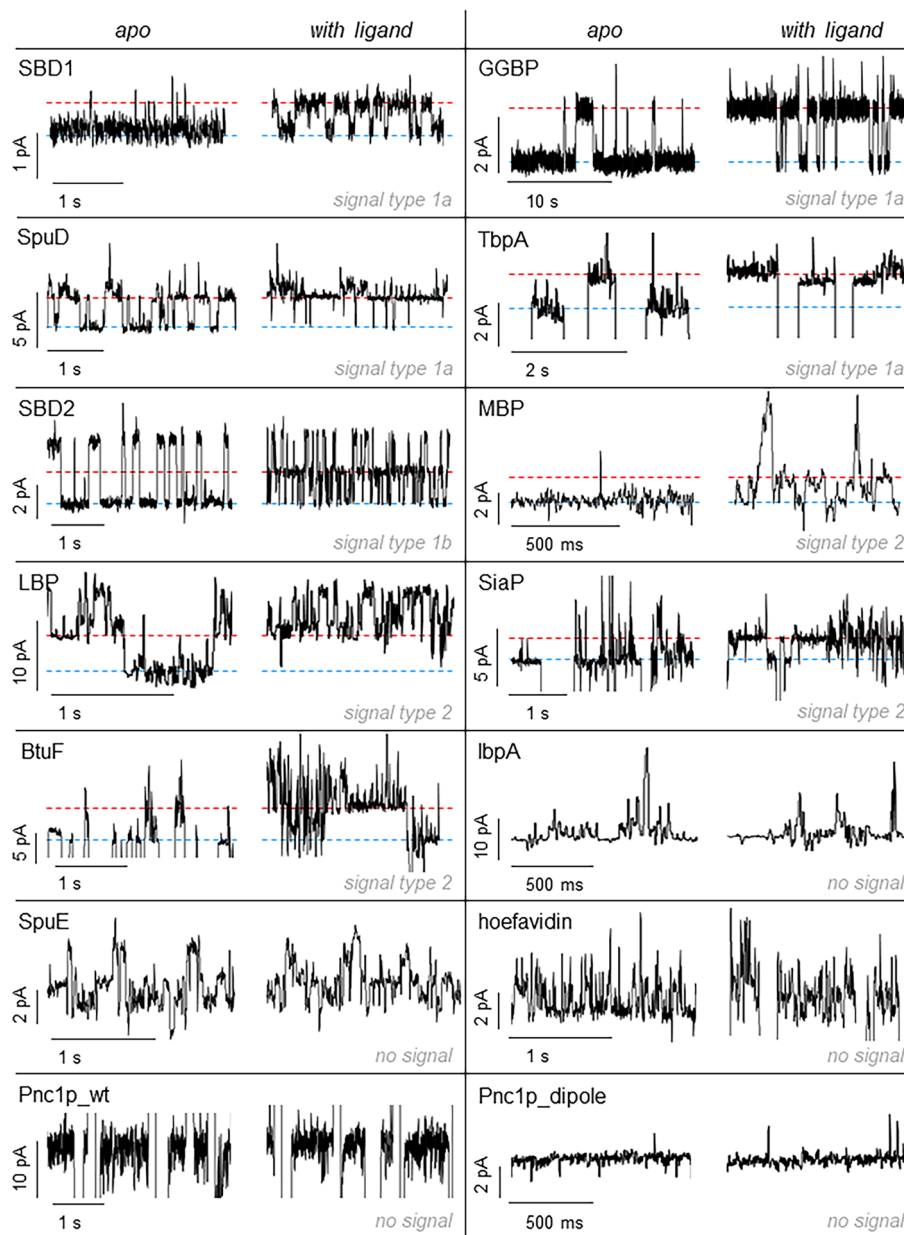 apo with ligand apo with ligand
SBD1 GGBP
1 pA 2 pA
1 s 10 s
signal type 1a signal type 1a
SpuD TbpA
5 pA 2 pA
1 s 2 s
signal type 1a signal type 1a
SBD2 MBP
2 pA 2 pA
1 s 500 ms
signal type 1b signal type 2
LBP SiaP
10 pA 5 pA
1 s 1 s
signal type 2 signal type 2
BtuF IbpA
5 pA 10 pA
1 s 500 ms
signal type 2 no signal
SpuE hoefavidin
2 pA 2 pA
1 s 1 s
no signal no signal
Pnc1p_wt Pnc1p_dipole
10 pA 2 pA
1 s 500 ms
no signal no signal